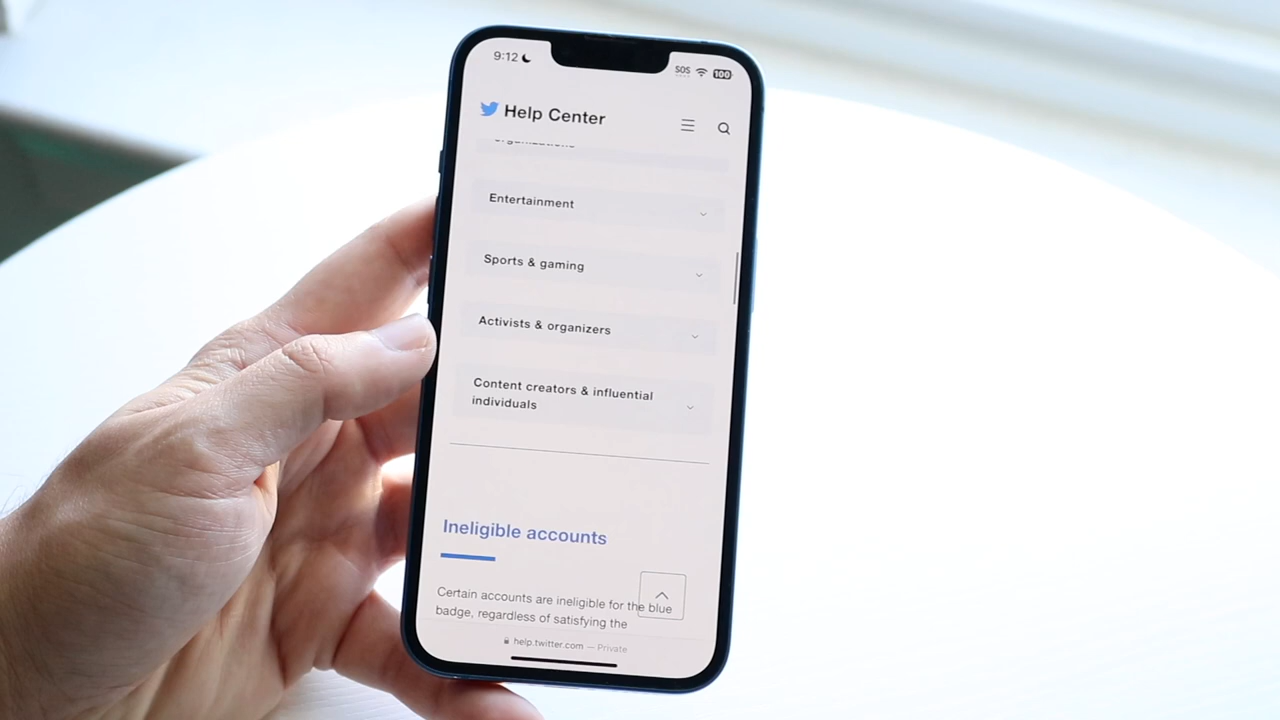 9:12
SOS
100
Help Center
Entertainment
Sports & gaming
Activists & organizers
Content creators & influential
individuals
Ineligible accounts
Certain accounts are ineligible for the blue
badge, regardless of satisfying the
help.twitter.com — Private